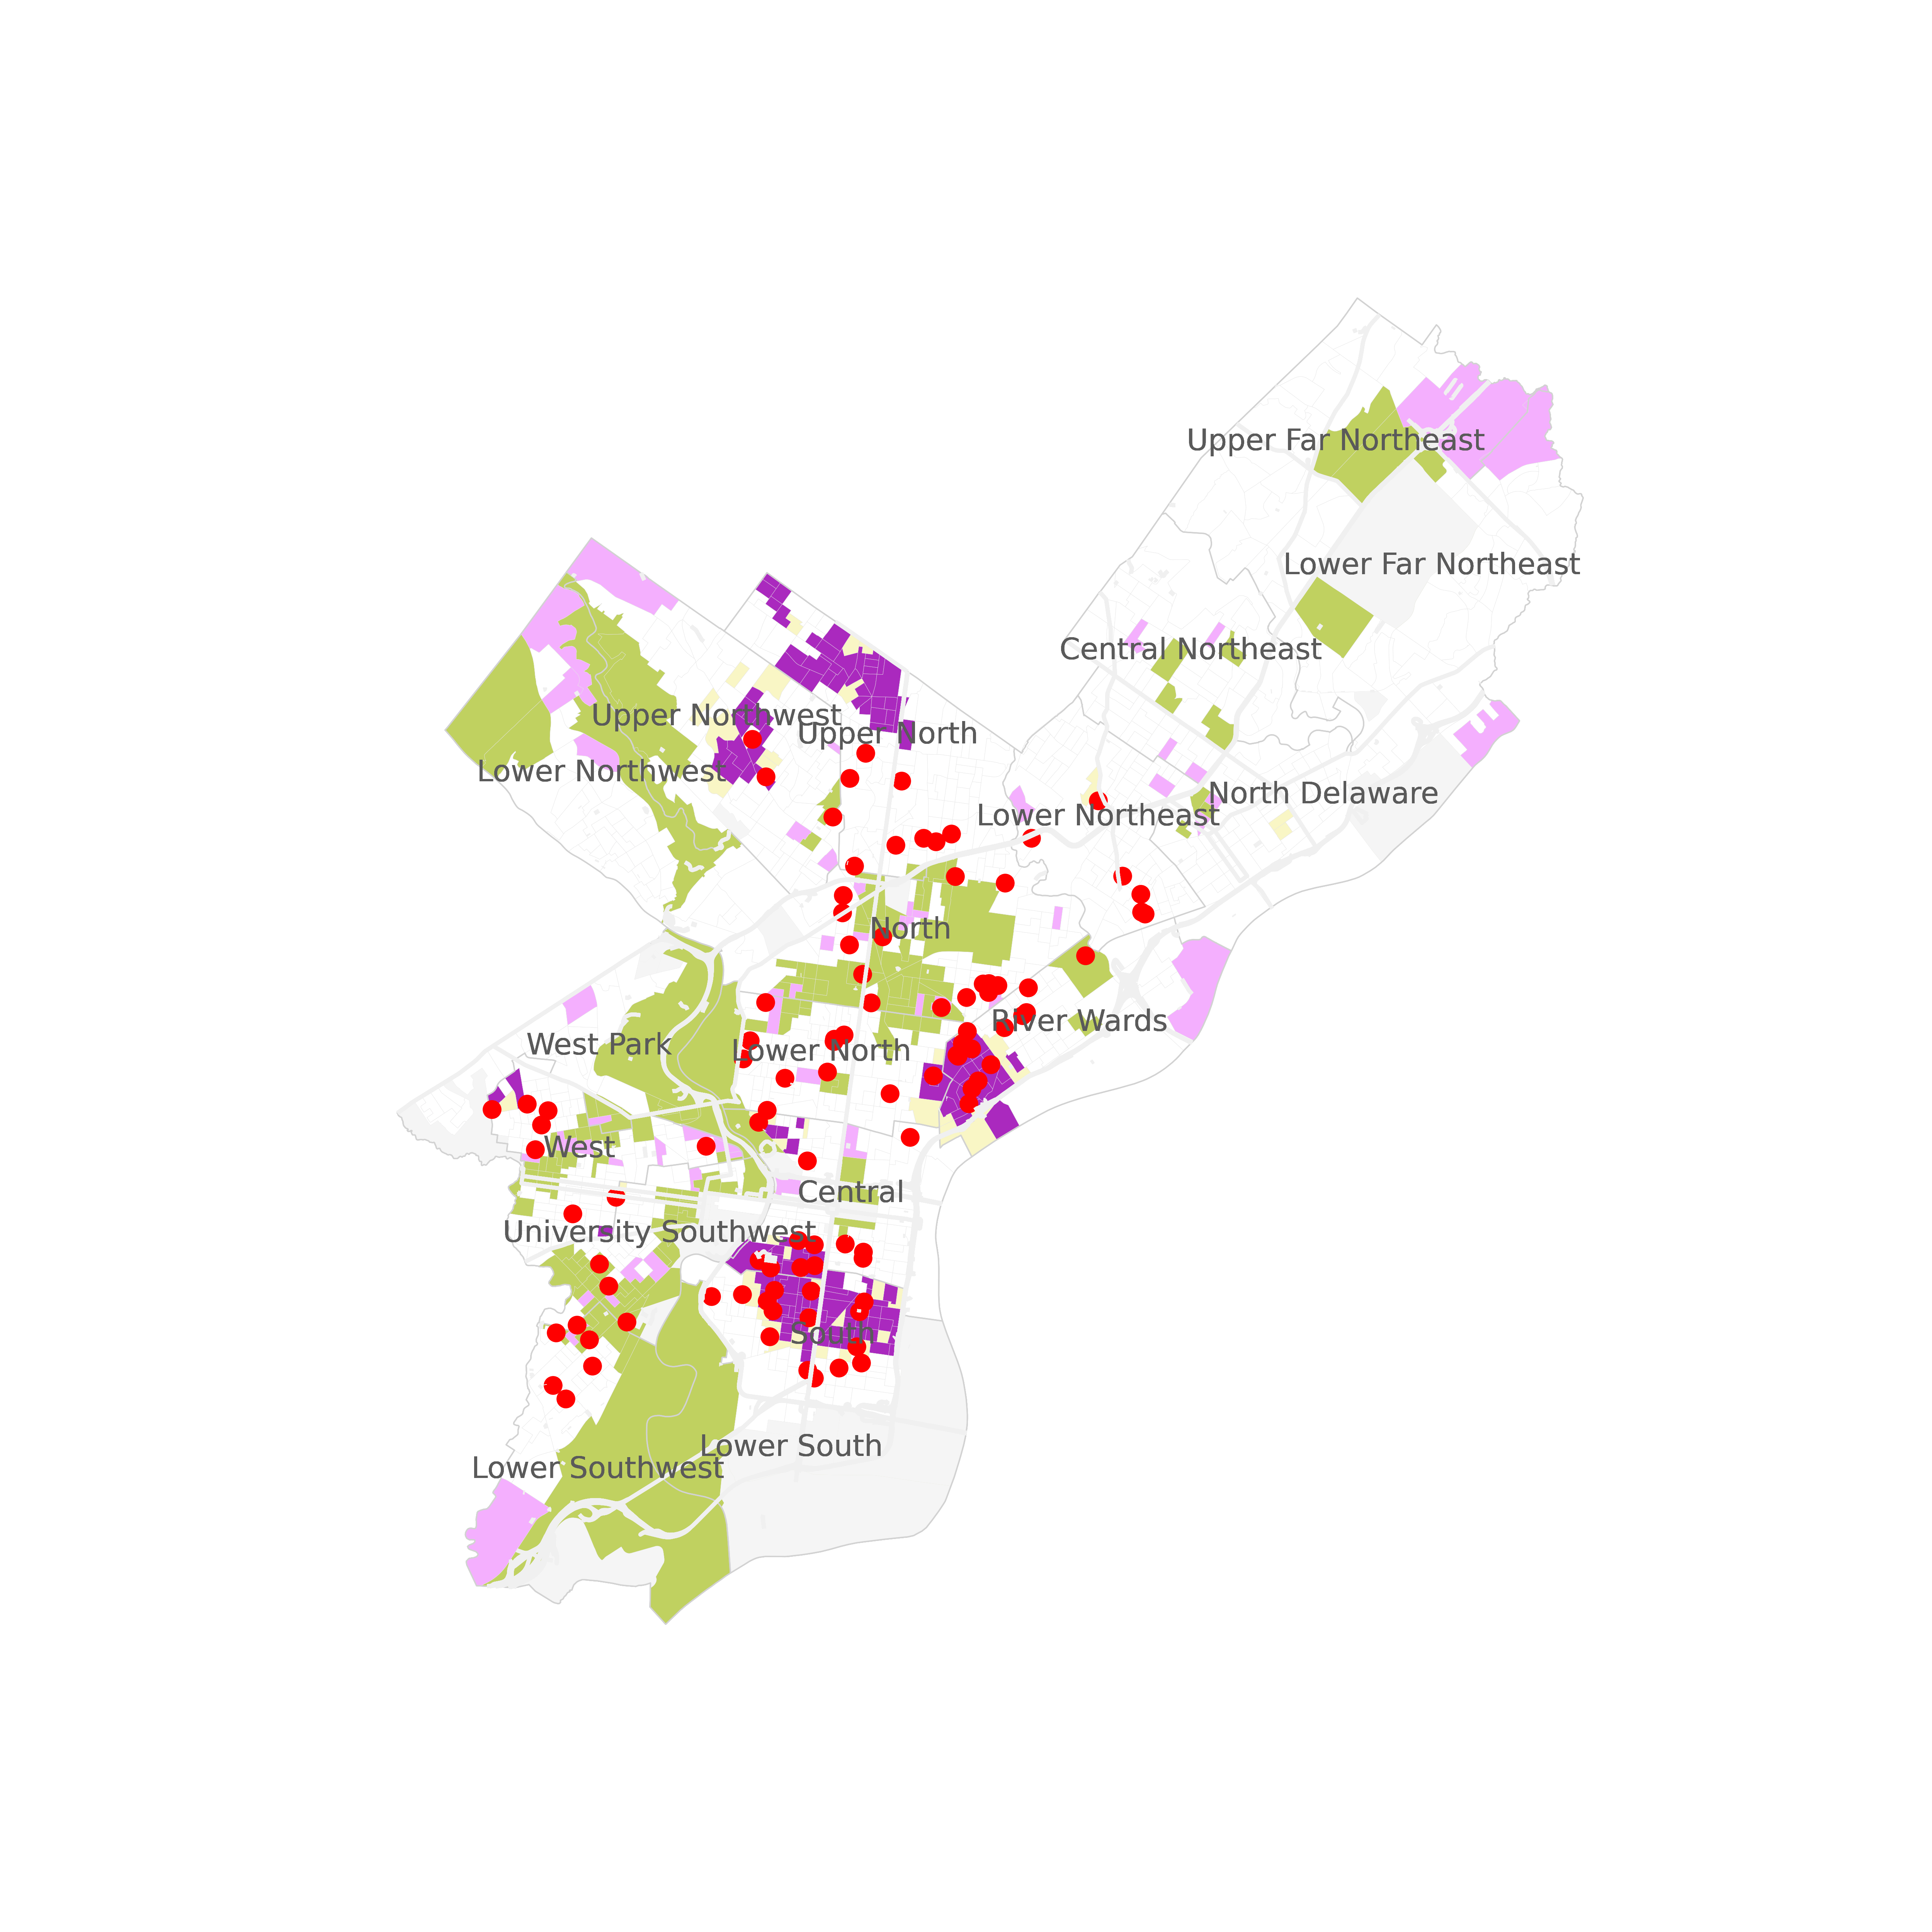 Upper Far Northeast
Lower Far Northeast
Central Northeast
Upper Northwest
Upper North
Lower Northwest
North Delaware
Lower Northeast
North
River Wards
West Park
Lower North
West
Central
University Southwest
South
Lower South
Lower Southwest